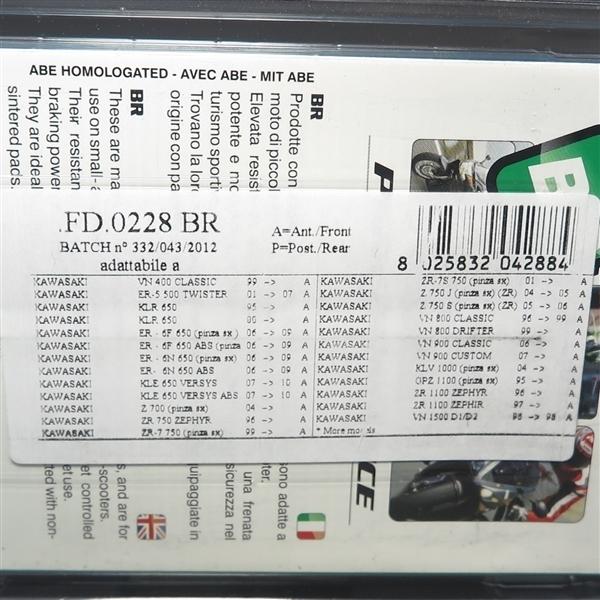 ABE HOMOLOGATED - AVEC ABE - MIT ABE
BR
Prodotte con
moto di piccol
Elevata resist
potente e mo
turismo sportiv
Trovano la lor
origine con pa
BR
These are ma
use on small-
Their resistan
braking power
They are ideal
sintered pads
.FD.0228 BR
BATCH n° 332/043/2012
adattabile a
A=Ant./Front
P=Post./Rear
8 025832 042884
KAWASAKI VN 400 CLASSIC 99 -> A
KAWASAKI ER-5 500 TWISTER 01 -> 07 A
KAWASAKI KLR 650 95 -> A
KAWASAKI KLR 650 00 -> A
KAWASAKI ER - 6F 650 (pinza sx) 06 -> 09 A
KAWASAKI ER - 6F 650 ABS (pinza 06 -> 09 A
KAWASAKI ER - 6N 650 (pinza sx) 06 -> 09 A
KAWASAKI ER - 6N 650 ABS 06 -> 09 A
KAWASAKI KLE 650 VERSYS 07 -> 10 A
KAWASAKI KLE 650 VERSYS ABS 07 -> 10 A
KAWASAKI Z 700 (pinza sx) 04 -> A
KAWASAKI ZR 750 ZEPHYR 96 -> A
KAWASAKI ZR-7 750 (pinza sx) 99 -> A
KAWASAKI ZR-7S 750 (pinza sx) 01 -> A
KAWASAKI Z 750 J (pinza sx) (ZR) 04 -> 05 A
KAWASAKI Z 750 S (pinza sx) (ZR) 05 -> 06 A
KAWASAKI VN 800 CLASSIC 96 -> 99 A
KAWASAKI VN 800 DRIFTER 99 -> A
KAWASAKI VN 900 CLASSIC 06 -> A
KAWASAKI VN 900 CUSTOM 07 -> A
KAWASAKI KLV 1000 (pinza sx) 04 -> A
KAWASAKI GPZ 1100 (pinza sx) 95 -> A
KAWASAKI ZR 1100 ZEPHYR 96 -> A
KAWASAKI ZR 1100 ZEPHIR 97 -> A
KAWASAKI VN 1500 D1/D2 96 -> 98 A
* More models
sono adatte a
oter.
una frenata
sicurezza nel
quipaggiate in
s, and are for
-scooters.
et controlled
et use.
ted with non-
CE